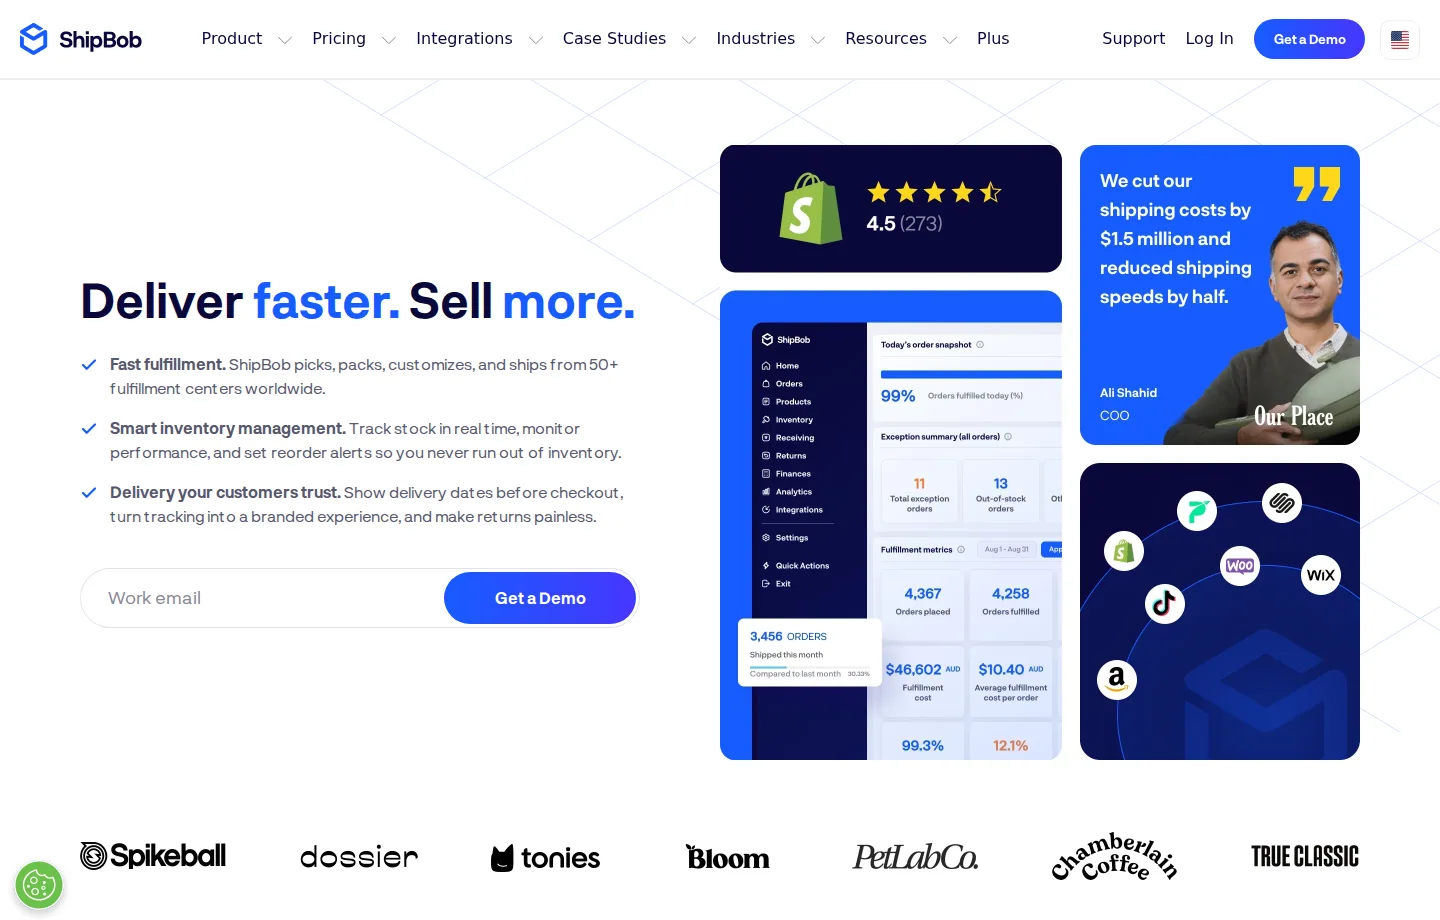 ShipBob
Product
Pricing
Integrations
Case Studies
Industries
Resources
Plus
Support
Log In
Get a Demo
Deliver faster. Sell more.
Fast fulfillment. ShipBob picks, packs, customizes, and ships from 50+
fulfillment centers worldwide.
Smart inventory management. Track stock in real time, monitor
performance, and set reorder alerts so you never run out of inventory.
Delivery your customers trust. Show delivery dates before checkout,
turn tracking into a branded experience, and make returns painless.
Work email
Get a Demo
S
4.5 (273)
ShipBob
Home
Orders
Products
Inventory
Receiving
Returns
Finances
Analytics
Integrations
Settings
Quick Actions
Exit
Today's order snapshot
99% Orders fulfilled today (%)
Exception summary (all orders)
11
Total exception
orders
13
Out-of-stock
orders
Oth
Fulfillment metrics
Aug 1 - Aug 31
App
4,367
Orders placed
4,258
Orders fulfilled
$46,602 AUD
Fulfillment
cost
$10.40 AUD
Average fulfillment
cost per order
99.3%
12.1%
3,456 ORDERS
Shipped this month
Compared to last month 30.33%
We cut our
shipping costs by
$1.5 million and
reduced shipping
speeds by half.
Ali Shahid
COO
Our Place
S
WOO
WiX
a
Spikeball
dossier
tonies
Bloom
PetLabCo.
Chamberlain
Coffee
TRUE CLASSIC